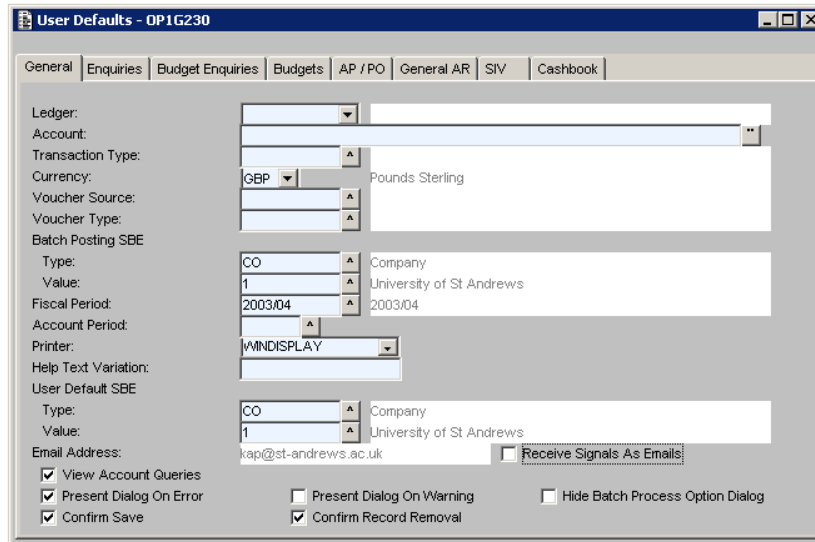 User Defaults - OP1G230
General Enquiries Budget Enquiries Budgets AP / PO General AR SIV Cashbook
Ledger:
Account:
Transaction Type:
Currency: GBP Pounds Sterling
Voucher Source:
Voucher Type:
Batch Posting SBE
Type: CO Company
Value: 1 University of St Andrews
Fiscal Period: 2003/04 2003/04
Account Period:
Printer: WINDISPLAY
Help Text Variation:
User Default SBE
Type: CO Company
Value: 1 University of St Andrews
Email Address: kap@st-andrews.ac.uk Receive Signals As Emails
View Account Queries
Present Dialog On Error Present Dialog On Warning Hide Batch Process Option Dialog
Confirm Save Confirm Record Removal